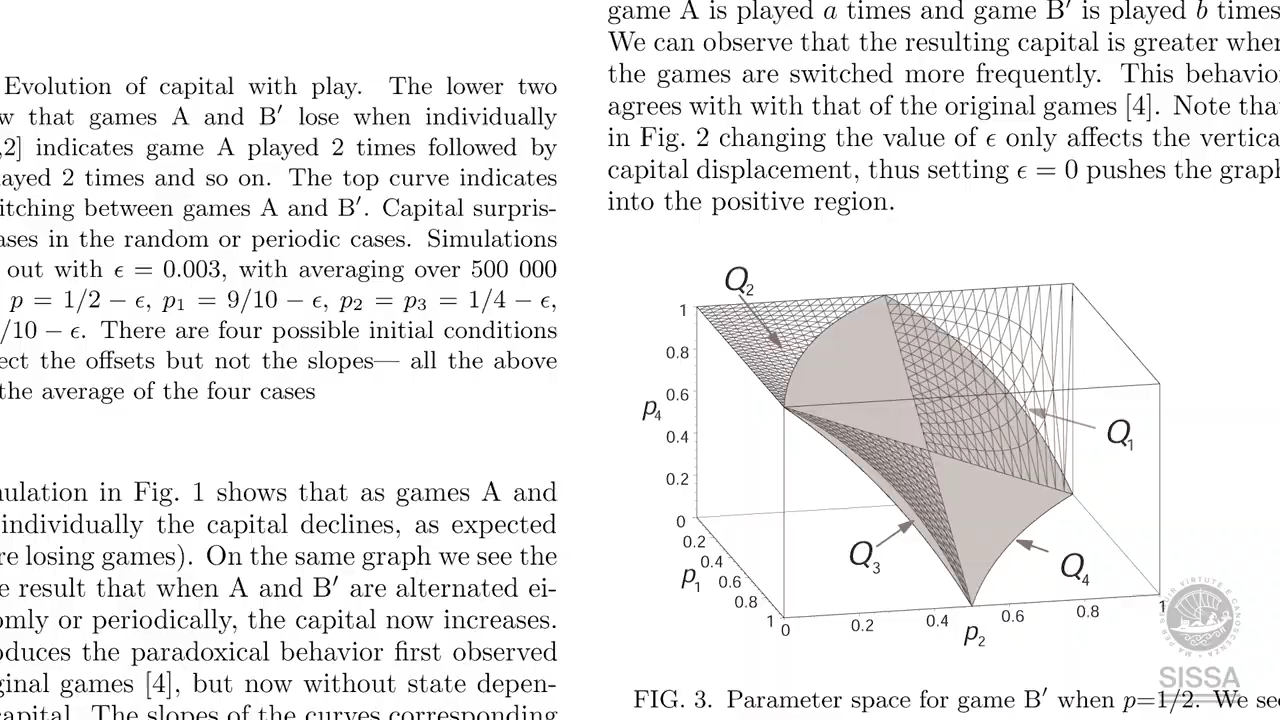 Evolution of capital with play. The lower two
w that games A and B′ lose when individually
,2] indicates game A played 2 times followed by
ayed 2 times and so on. The top curve indicates
itching between games A and B′. Capital surpris-
ases in the random or periodic cases. Simulations
out with ϵ = 0.003, with averaging over 500 000
p = 1/2 − ϵ, p₁ = 9/10 − ϵ, p₂ = p₃ = 1/4 − ϵ,
/10 − ϵ. There are four possible initial conditions
ect the offsets but not the slopes— all the above
the average of the four cases
ulation in Fig. 1 shows that as games A and
individually the capital declines, as expected
re losing games). On the same graph we see the
e result that when A and B′ are alternated ei-
omly or periodically, the capital now increases.
oduces the paradoxical behavior first observed
ginal games [4], but now without state depen-
capital. The slopes of the curves corresponding
game A is played a times and game B′ is played b times
We can observe that the resulting capital is greater when
the games are switched more frequently. This behavior
agrees with with that of the original games [4]. Note that
in Fig. 2 changing the value of ϵ only affects the vertica
capital displacement, thus setting ϵ = 0 pushes the graph
into the positive region.
Q₂
1
0.8
0.6
p₄
0.4
Q₁
0.2
0
0.2
0.4
Q₃
p₁
0.6
Q₄
0.8
1
0
0.2
0.4
0.6
0.8
1
p₂
SISSA
FIG. 3. Parameter space for game B′ when p=1/2. We see